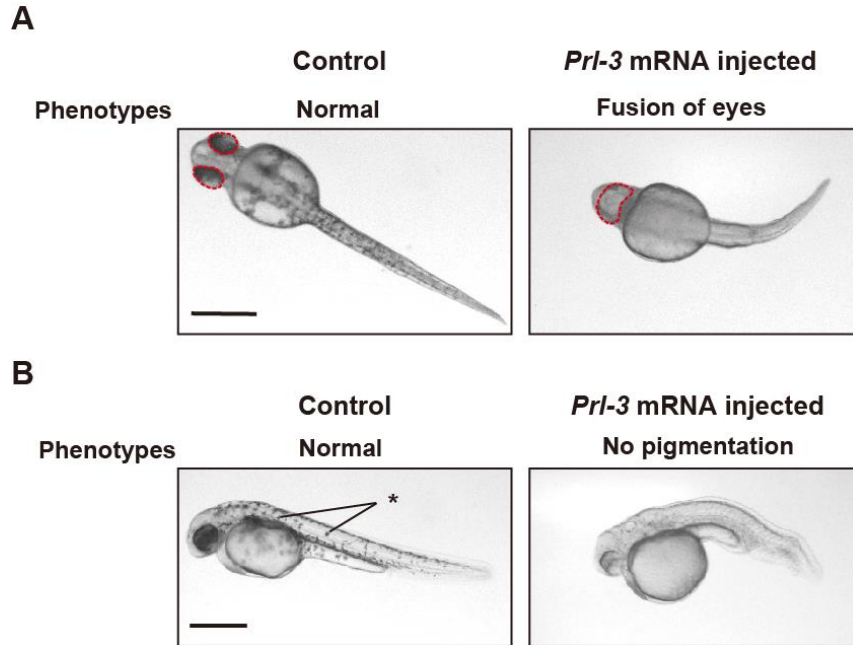 A
Control Prl-3 mRNA injected
Phenotypes Normal Fusion of eyes
B
Control Prl-3 mRNA injected
Phenotypes Normal No pigmentation
*